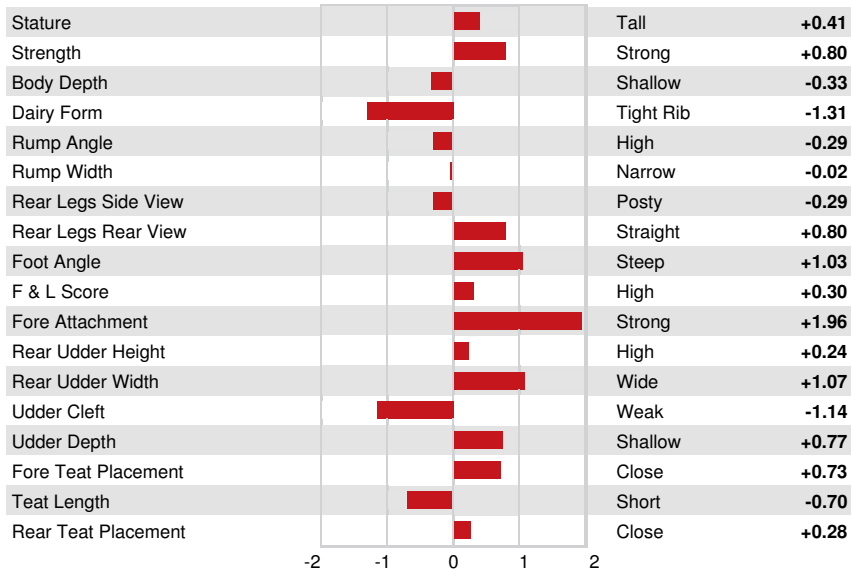 Stature Tall +0.41
Strength Strong +0.80
Body Depth Shallow -0.33
Dairy Form Tight Rib -1.31
Rump Angle High -0.29
Rump Width Narrow -0.02
Rear Legs Side View Posty -0.29
Rear Legs Rear View Straight +0.80
Foot Angle Steep +1.03
F & L Score High +0.30
Fore Attachment Strong +1.96
Rear Udder Height High +0.24
Rear Udder Width Wide +1.07
Udder Cleft Weak -1.14
Udder Depth Shallow +0.77
Fore Teat Placement Close +0.73
Teat Length Short -0.70
Rear Teat Placement Close +0.28
-2 -1 0 1 2